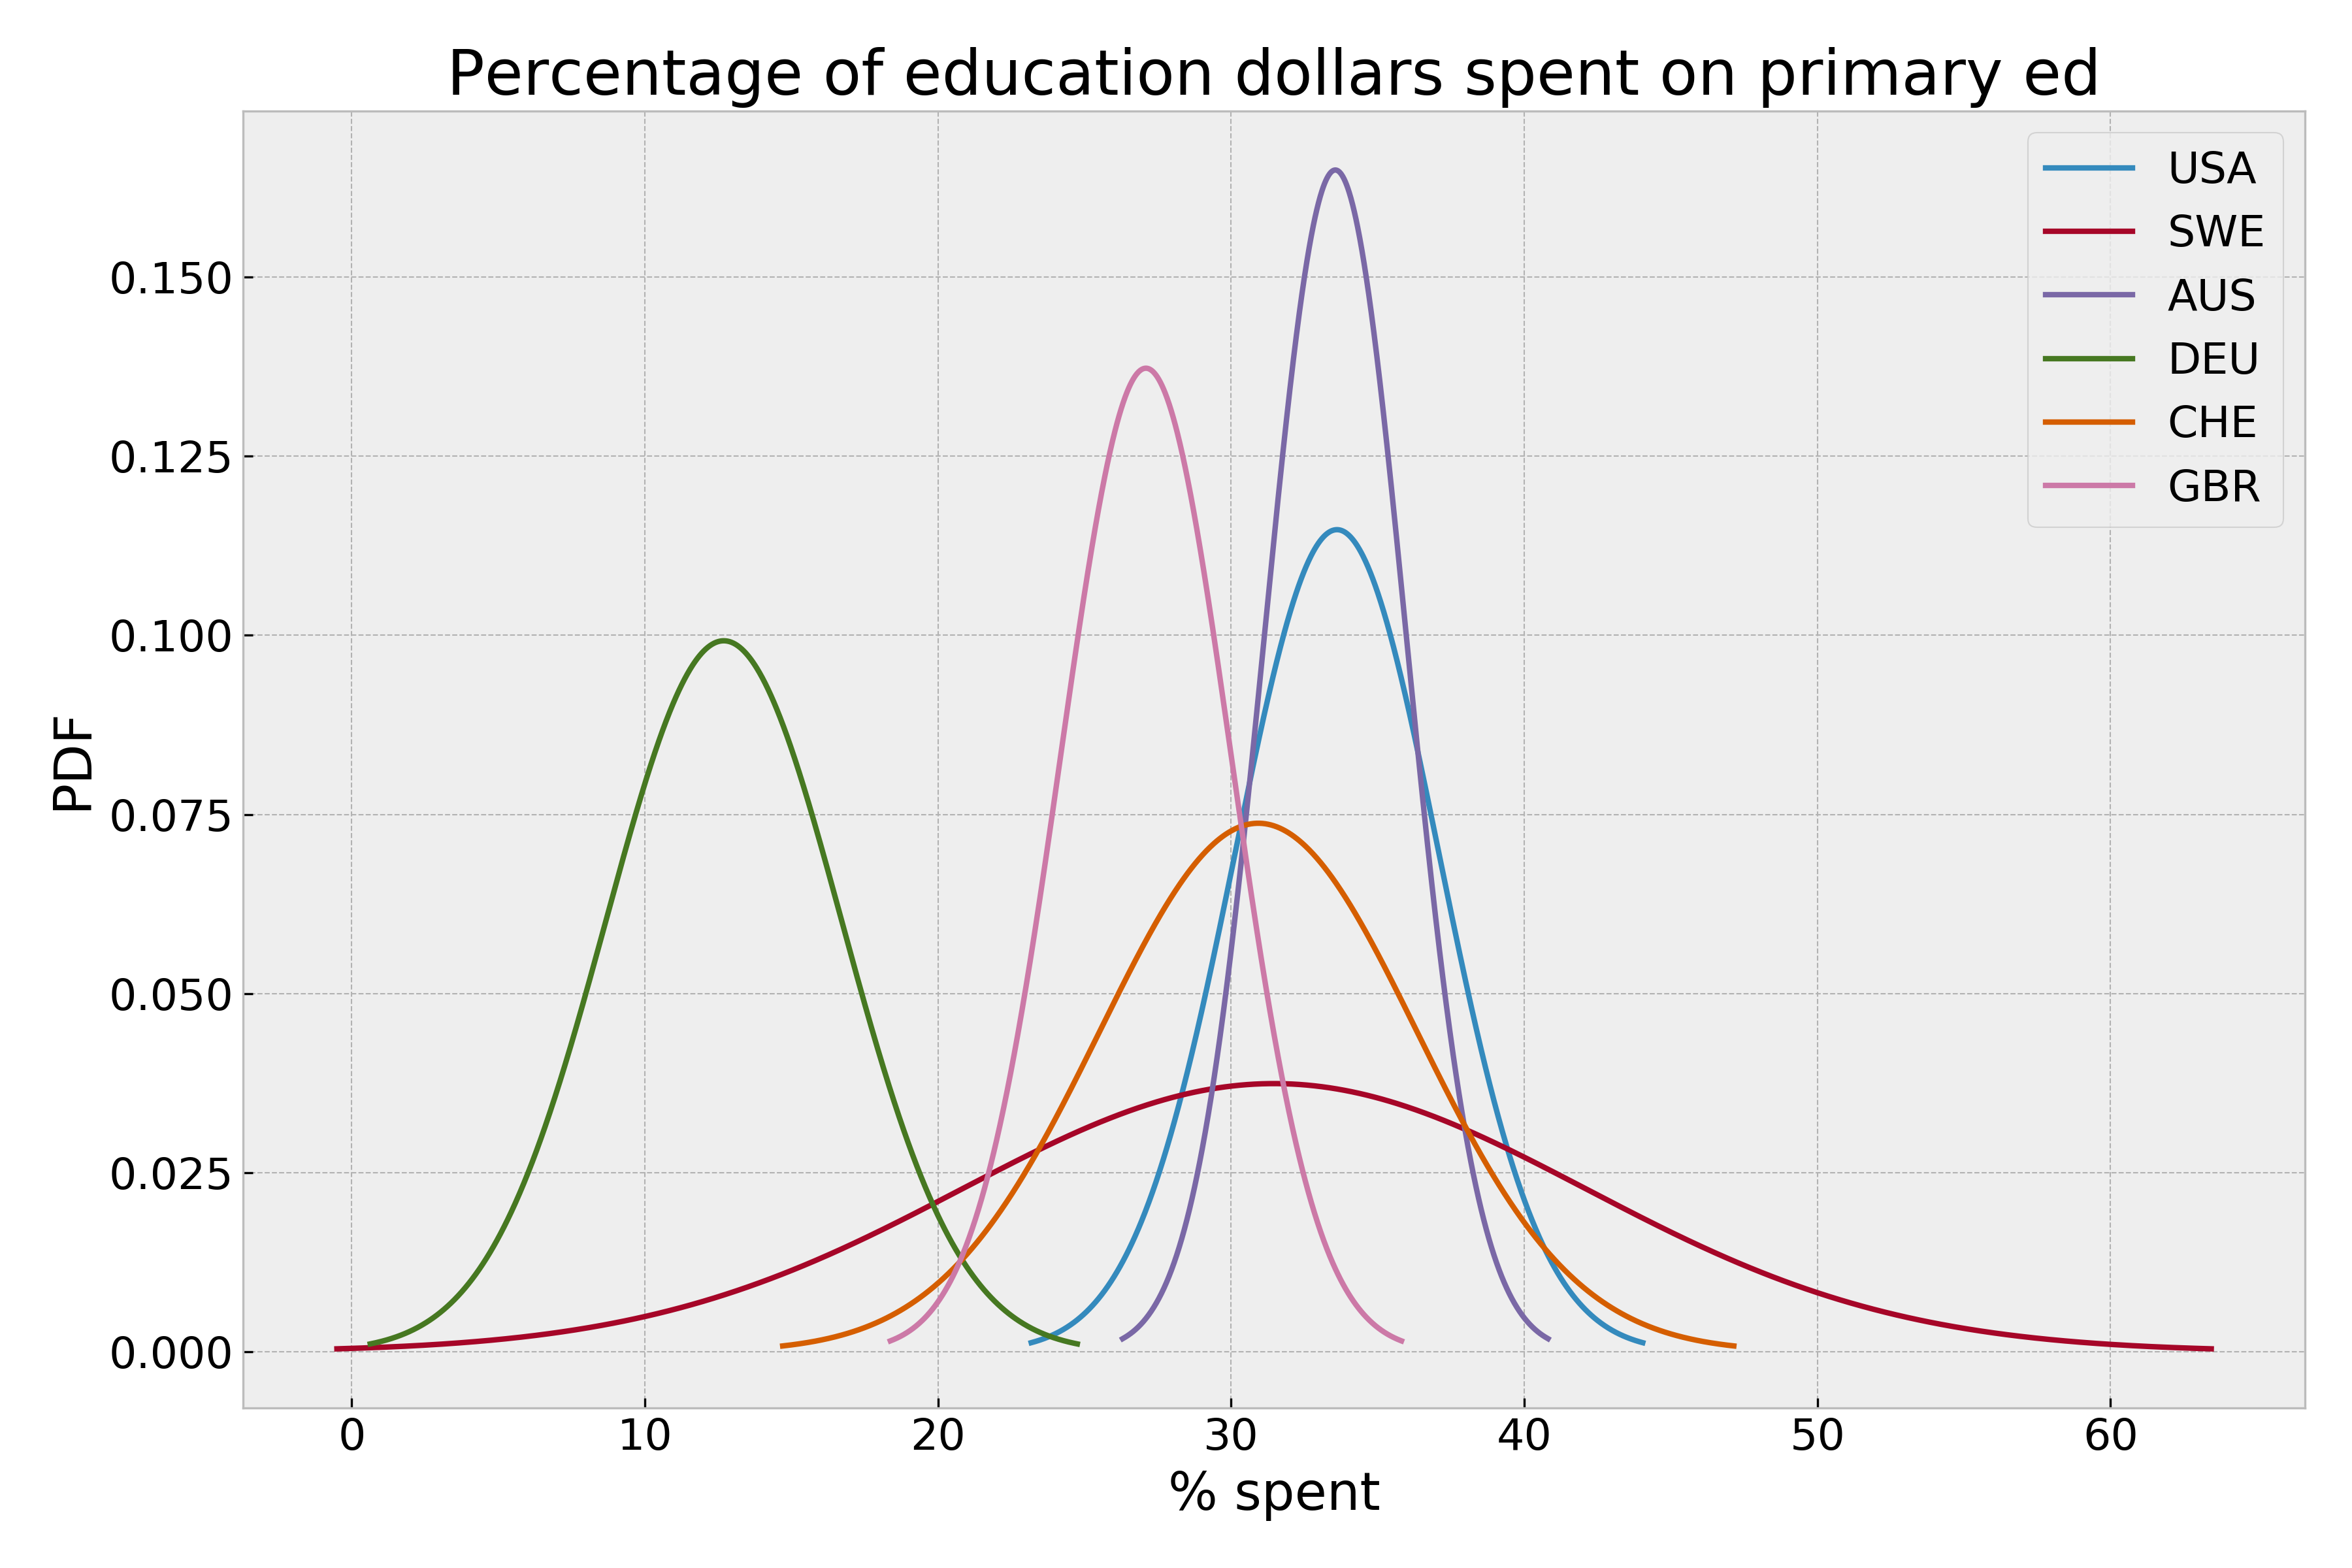 Percentage of education dollars spent on primary ed
USA
SWE
AUS
DEU
CHE
GBR
0.150
0.125
0.100
0.075
0.050
0.025
0.000
PDF
0 10 20 30 40 50 60
% spent